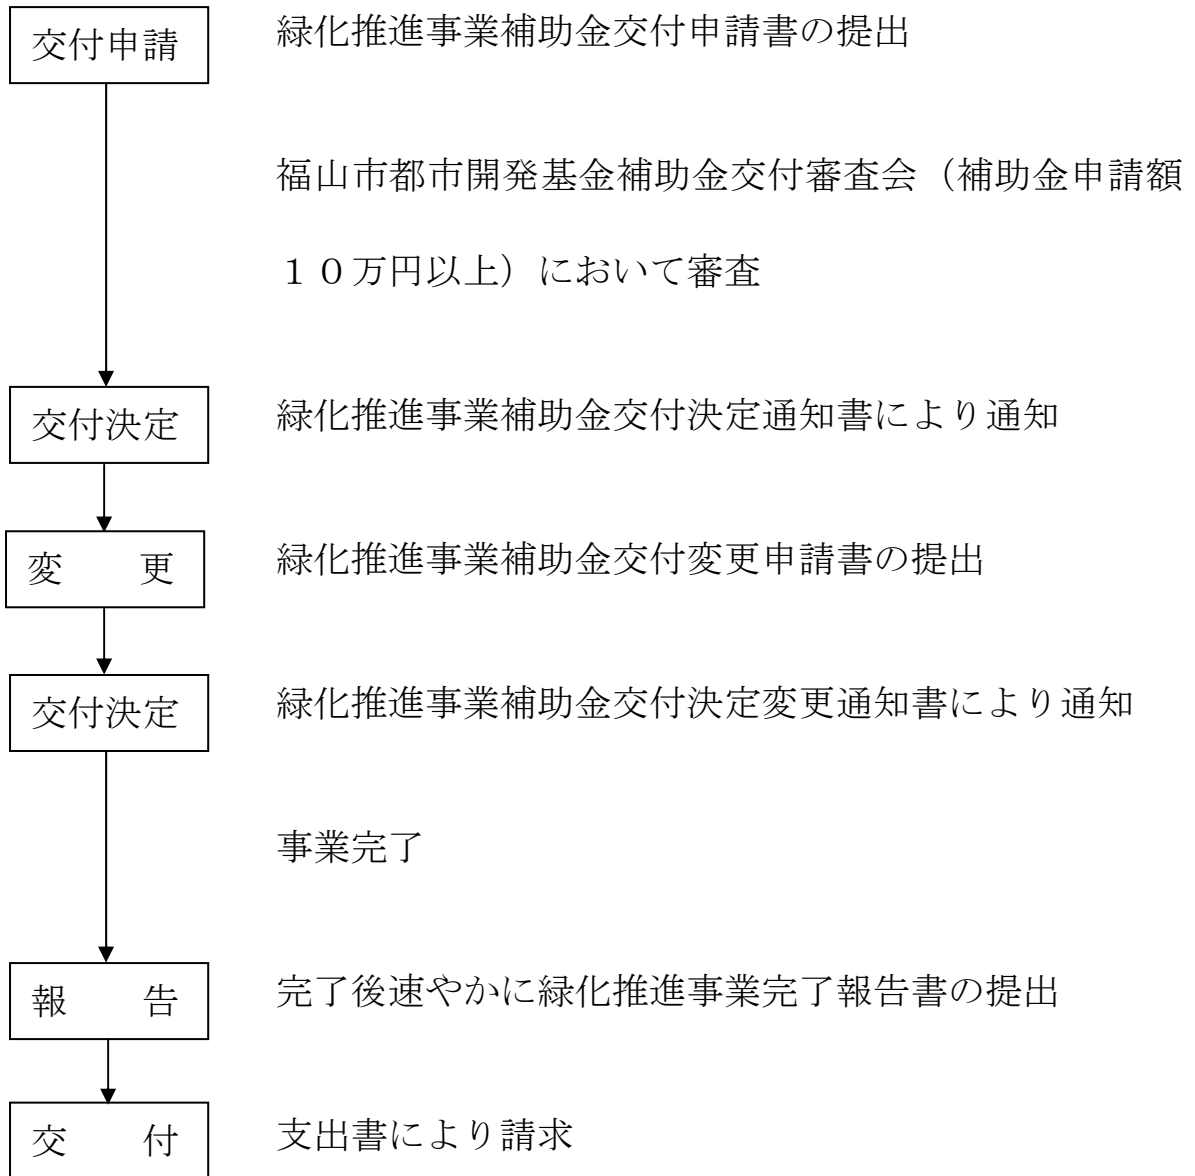 交付申請 緑化推進事業補助金交付申請書の提出
福山市都市開発基金補助金交付審査会（補助金申請額
１０万円以上）において審査
交付決定 緑化推進事業補助金交付決定通知書により通知
変　　更 緑化推進事業補助金交付変更申請書の提出
交付決定 緑化推進事業補助金交付決定変更通知書により通知
事業完了
報　　告 完了後速やかに緑化推進事業完了報告書の提出
交　　付 支出書により請求